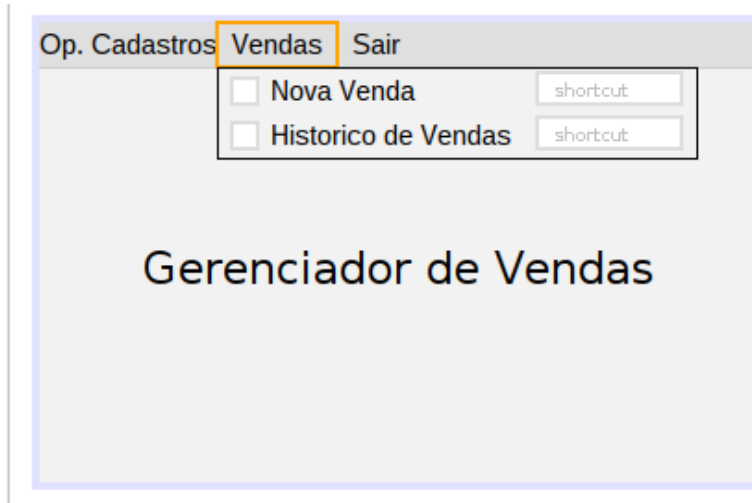 Op. Cadastros Vendas Sair
Nova Venda shortcut
Historico de Vendas shortcut
Gerenciador de Vendas